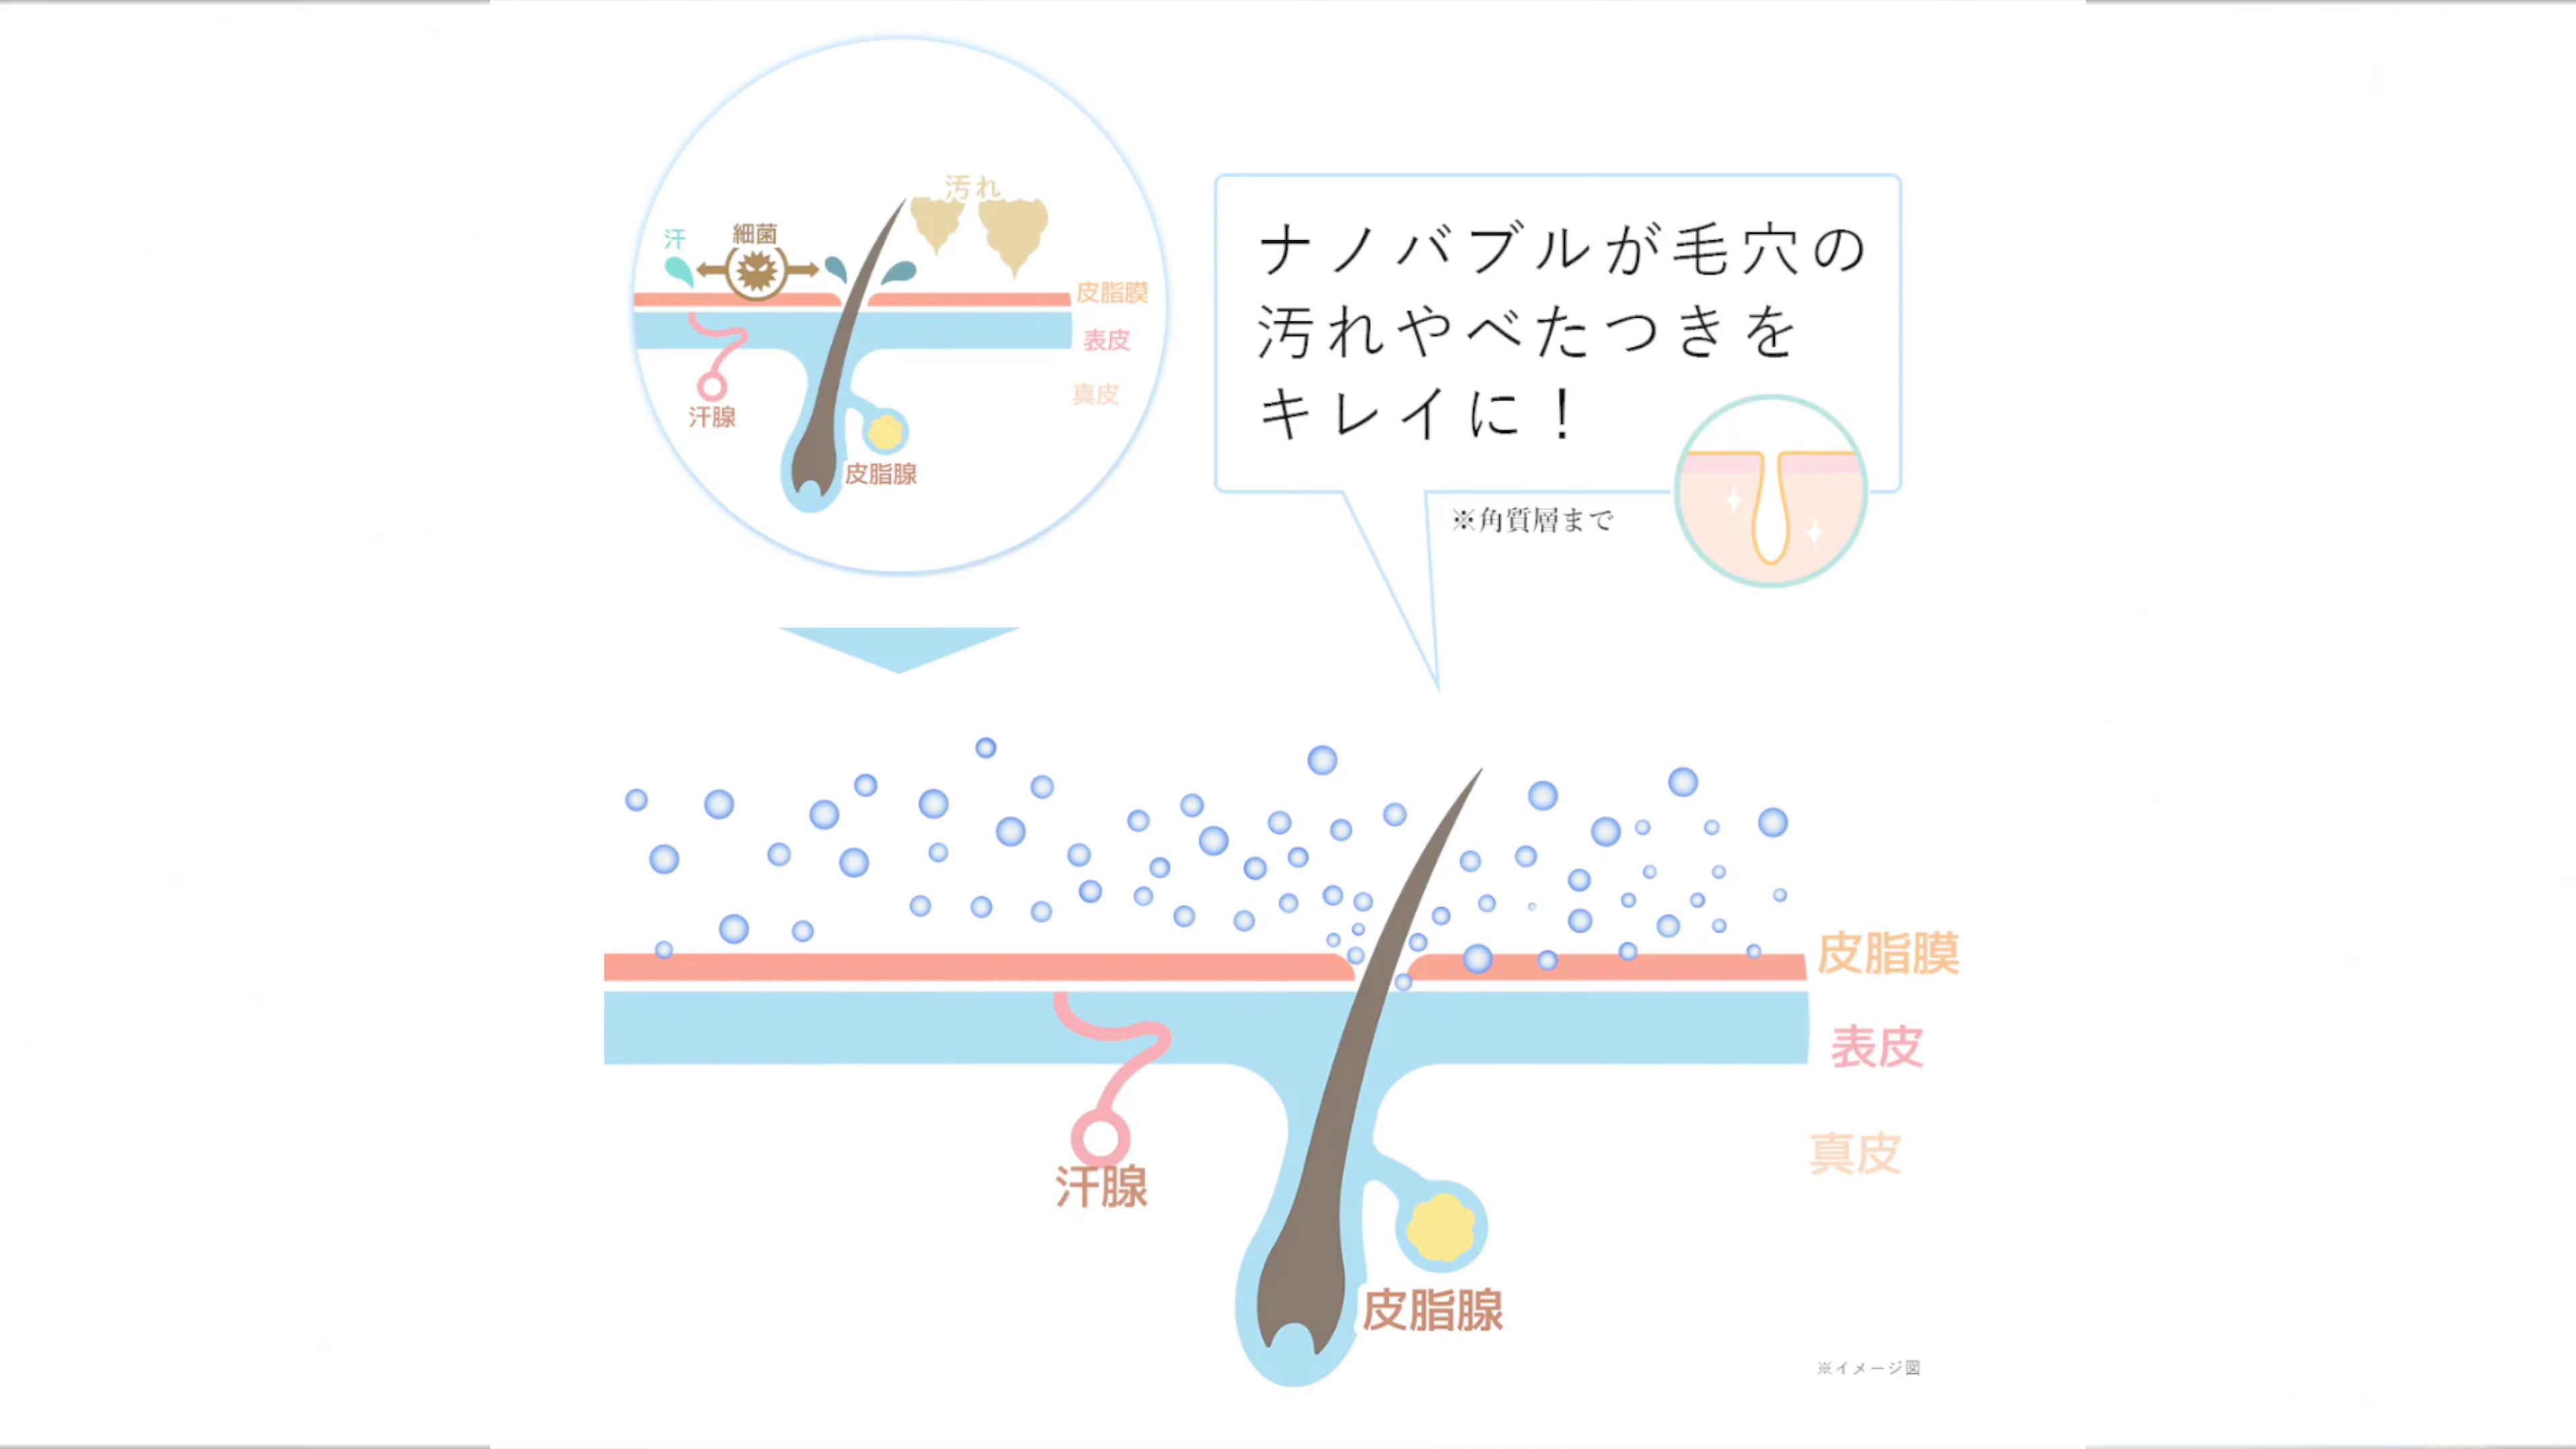 汚れ
汗
細菌
皮脂膜
表皮
真皮
汗腺
皮脂腺
ナノバブルが毛穴の
汚れやべたつきを
キレイに！
※角質層まで
皮脂膜
表皮
真皮
汗腺
皮脂腺
※イメージ図